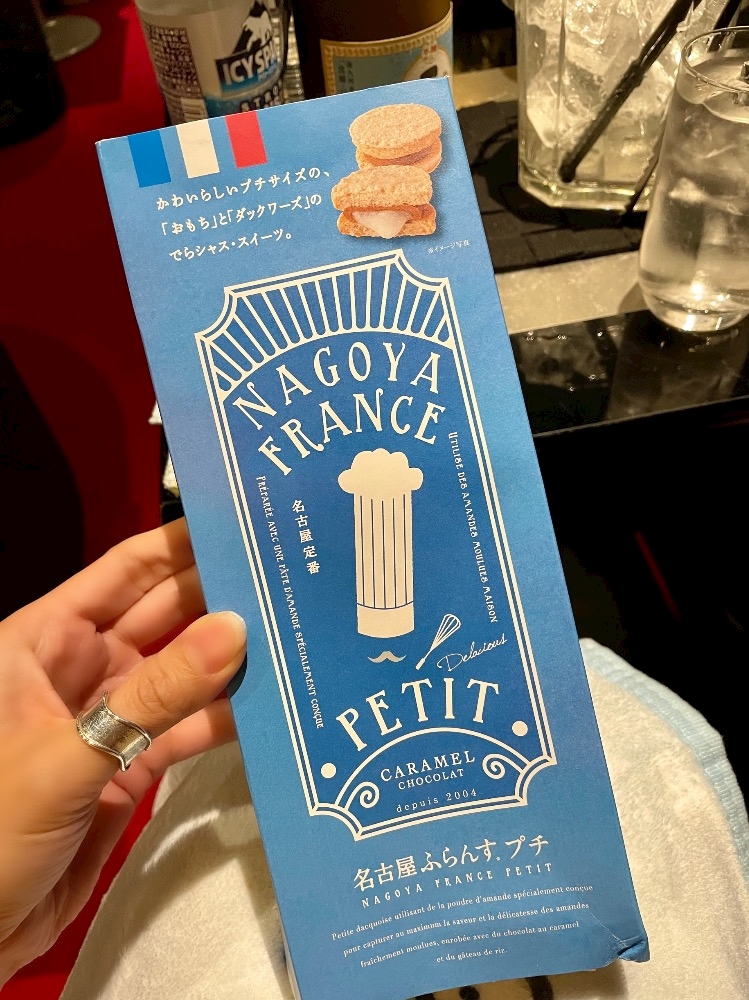 ICYSPA
かわいらしいプチサイズの、
「おもち」と「ダックワーズ」の
でらシャス・スイーツ。
※イメージ写真
NAGOYA
FRANCE
UTILISE DES AMANDES MOULUES MAISON
PRÉPARÉE AVEC UNE PÂTE D'AMANDE SPÉCIALEMENT CONÇUE
名古屋定番
Delacious
PETIT
CARAMEL
CHOCOLAT
depuis 2004
名古屋ふらんす。プチ
NAGOYA FRANCE PETIT
Petite dacquoise utilisant de la poudre d'amande spécialement conçue
pour capturer au maximum la saveur et la délicatesse des amandes
fraîchement moulues, enrobée avec du chocolat au caramel
et du gâteau de riz.